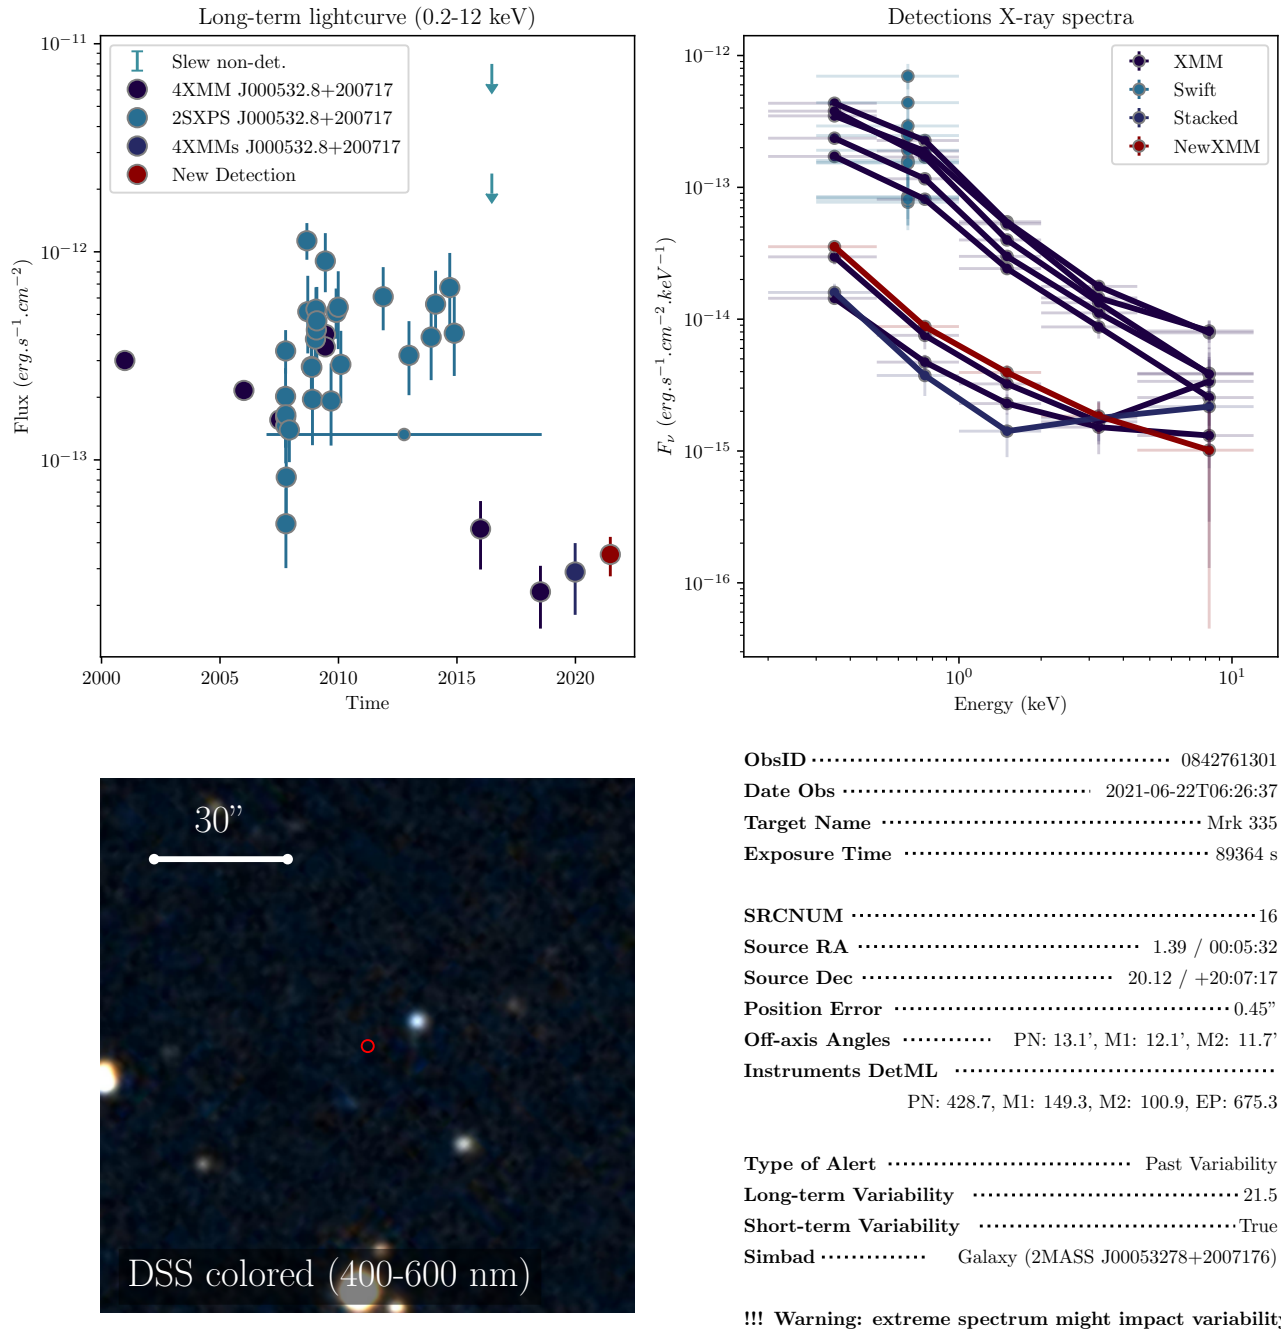 Long-term lightcurve (0.2-12 keV)
Slew non-det.
4XMM J000532.8+200717
2SXPS J000532.8+200717
4XMMs J000532.8+200717
New Detection
10⁻¹¹
10⁻¹²
10⁻¹³
Flux (erg.s⁻¹.cm⁻²)
2000 2005 2010 2015 2020
Time
Detections X-ray spectra
XMM
Swift
Stacked
NewXMM
10⁻¹²
10⁻¹³
10⁻¹⁴
10⁻¹⁵
10⁻¹⁶
Fν (erg.s⁻¹.cm⁻².keV⁻¹)
10⁰ 10¹
Energy (keV)
30”
DSS colored (400-600 nm)
ObsID 0842761301
Date Obs 2021-06-22T06:26:37
Target Name Mrk 335
Exposure Time 89364 s
SRCNUM 16
Source RA 1.39 / 00:05:32
Source Dec 20.12 / +20:07:17
Position Error 0.45”
Off-axis Angles PN: 13.1’, M1: 12.1’, M2: 11.7’
Instruments DetML
PN: 428.7, M1: 149.3, M2: 100.9, EP: 675.3
Type of Alert Past Variability
Long-term Variability 21.5
Short-term Variability True
Simbad Galaxy (2MASS J00053278+2007176)
!!! Warning: extreme spectrum might impact variability